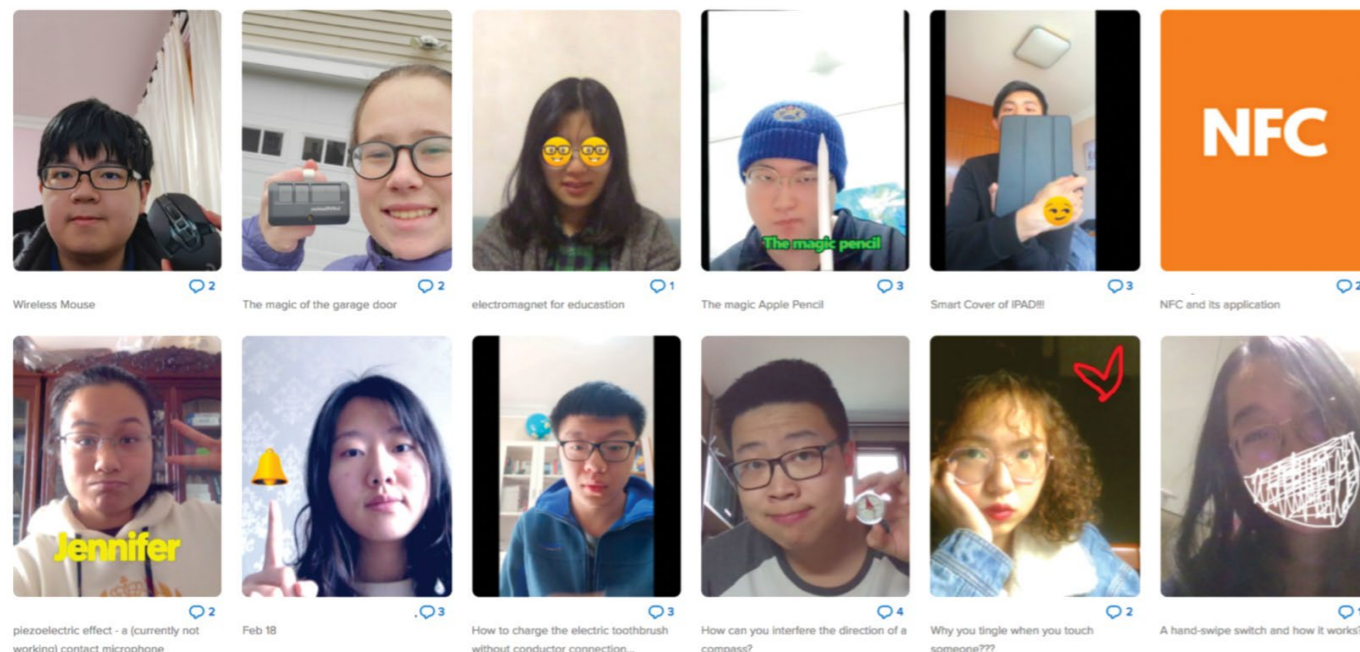 The magic pencil
NFC
2
2
1
3
3
2
Wireless Mouse
The magic of the garage door
electromagnet for educastion
The magic Apple Pencil
Smart Cover of IPAD!!!
NFC and its application
Jennifer
2
3
3
4
2
1
piezoelectric effect - a (currently not
working) contact microphone
Feb 18
How to charge the electric toothbrush
without conductor connection...
How can you interfere the direction of a
compass?
Why you tingle when you touch
someone???
A hand-swipe switch and how it works?